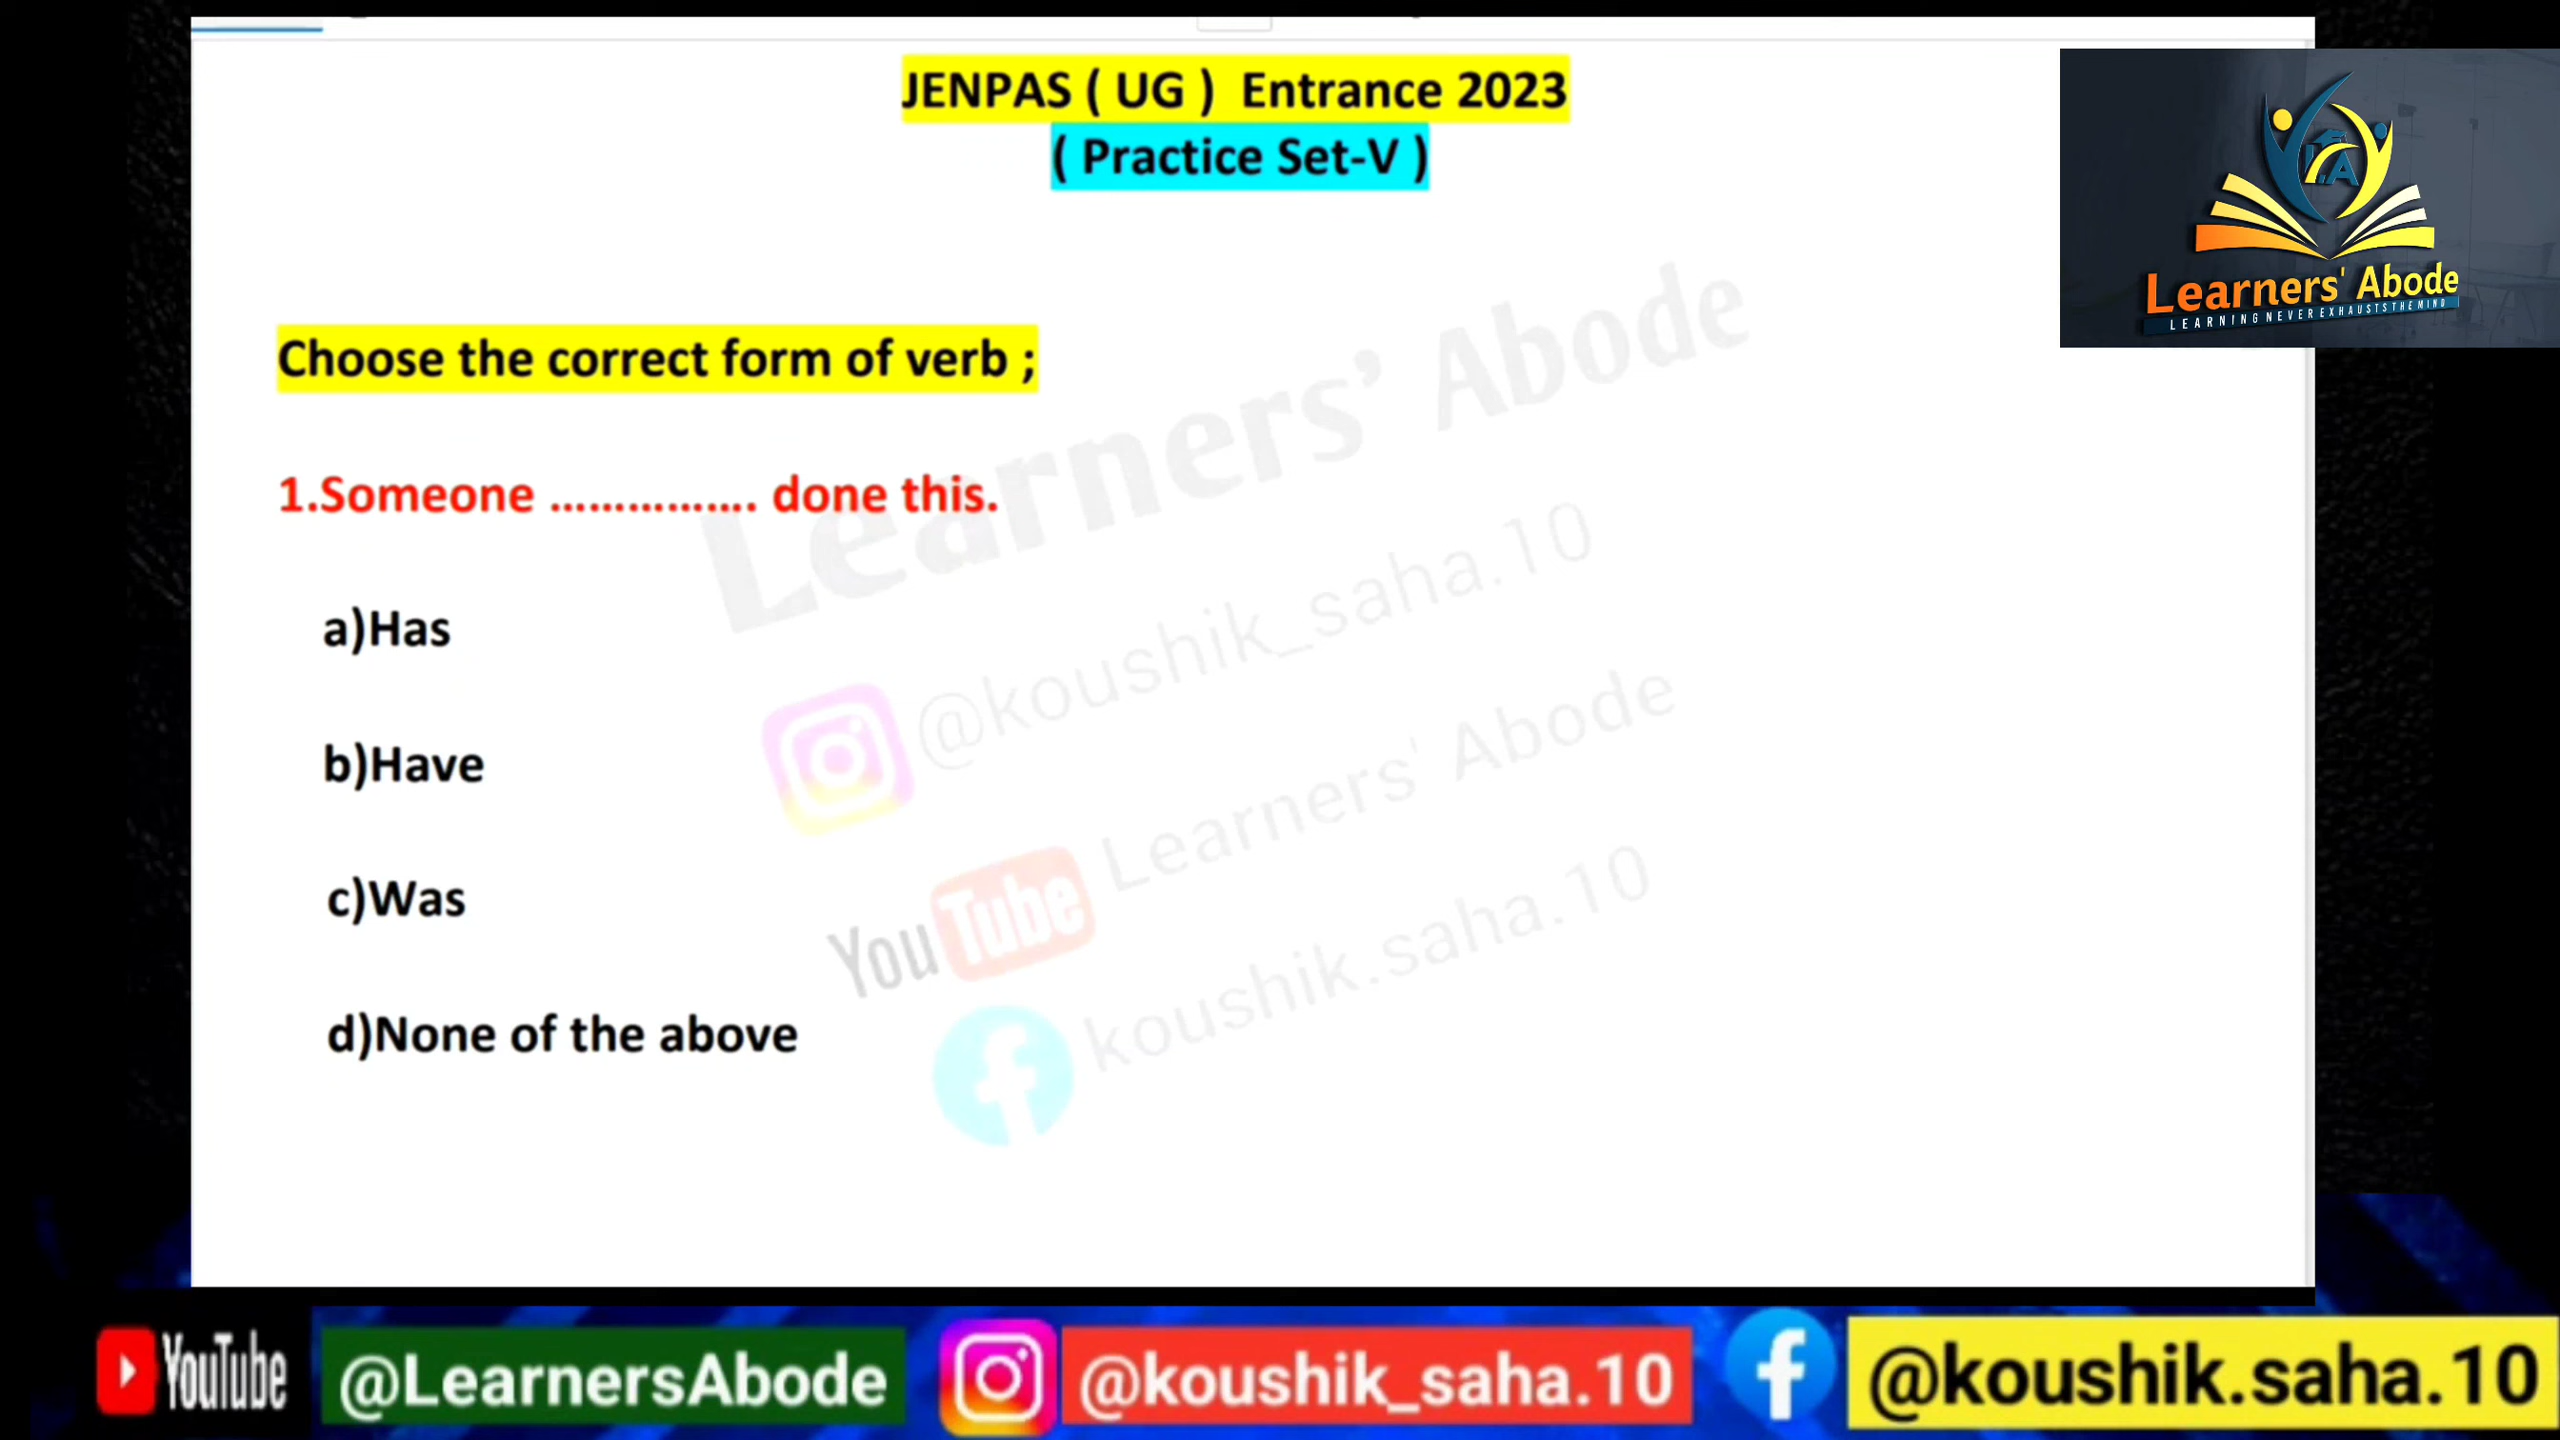 JENPAS ( UG ) Entrance 2023
( Practice Set-V )
Learners' Abode
LEARNING NEVER EXHAUSTS THE MIND
Choose the correct form of verb ;
1.Someone ................ done this.
a)Has
b)Have
c)Was
d)None of the above
Learners' Abode
@koushik_saha.10
YouTube Learners' Abode
koushik.saha.10
YouTube @LearnersAbode @koushik_saha.10 @koushik.saha.10